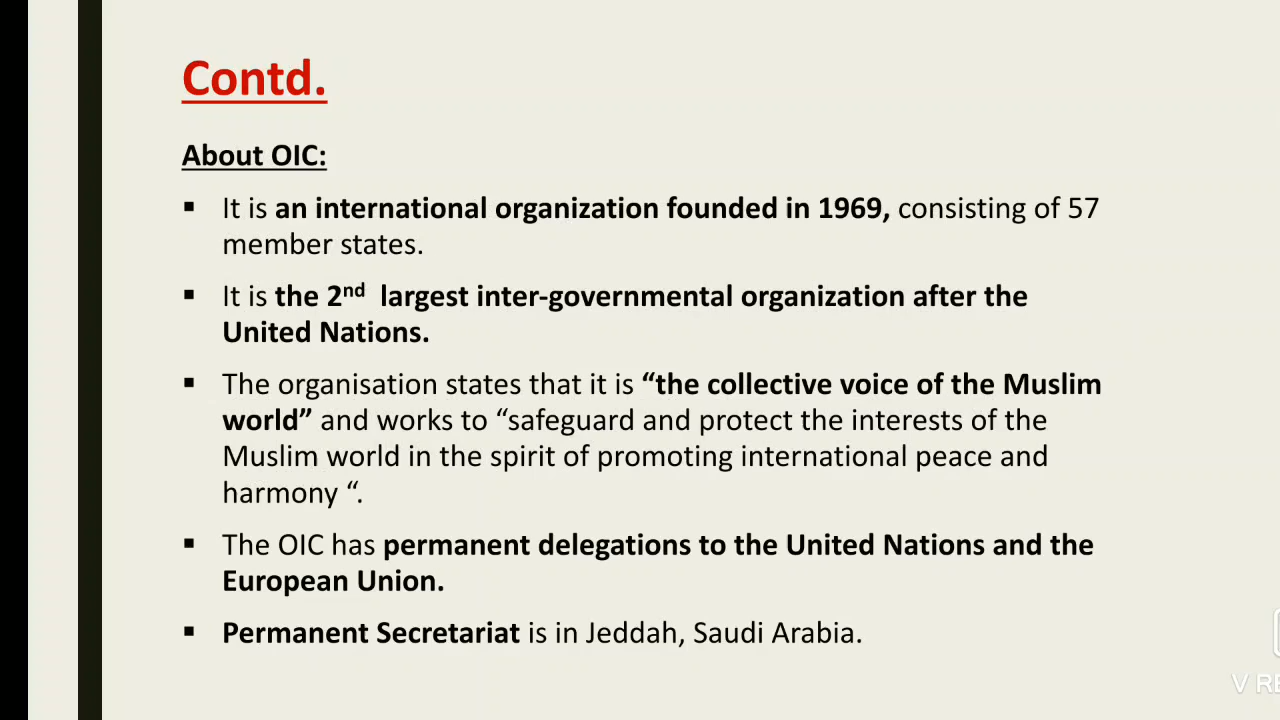 Contd.
About OIC:
▪ It is an international organization founded in 1969, consisting of 57
member states.
▪ It is the 2nd largest inter-governmental organization after the
United Nations.
▪ The organisation states that it is “the collective voice of the Muslim
world” and works to “safeguard and protect the interests of the
Muslim world in the spirit of promoting international peace and
harmony “.
▪ The OIC has permanent delegations to the United Nations and the
European Union.
▪ Permanent Secretariat is in Jeddah, Saudi Arabia.